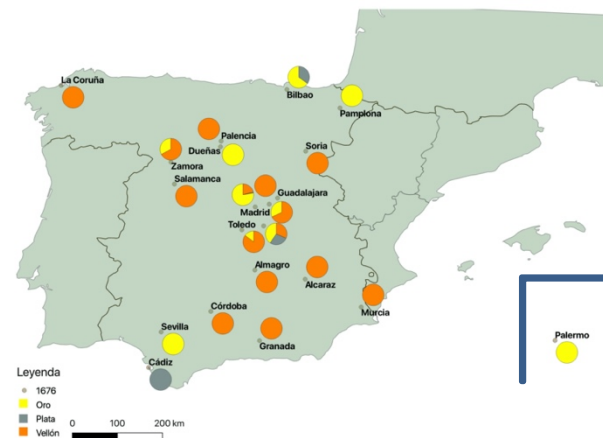 La Coruña
Bilbao
Pamplona
Palencia
Dueñas
Soria
Zamora
Salamanca
Guadalajara
Madrid
Toledo
Almagro
Alcaraz
Murcia
Córdoba
Sevilla
Granada
Cádiz
Palermo
Leyenda
1676
Oro
Plata
Vellón
0 100 200 km